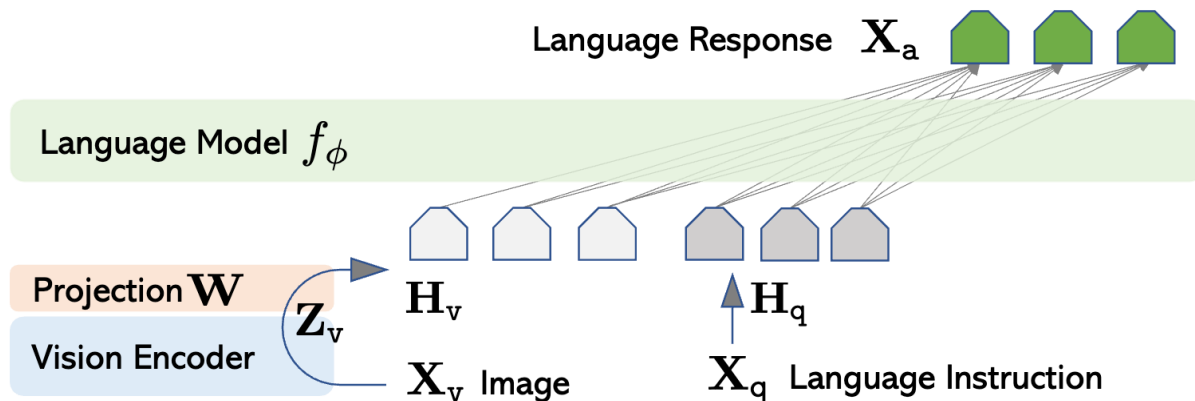 Language Response X_a
Language Model f_ϕ
Projection W
Z_v
H_v
H_q
Vision Encoder
X_v Image
X_q Language Instruction